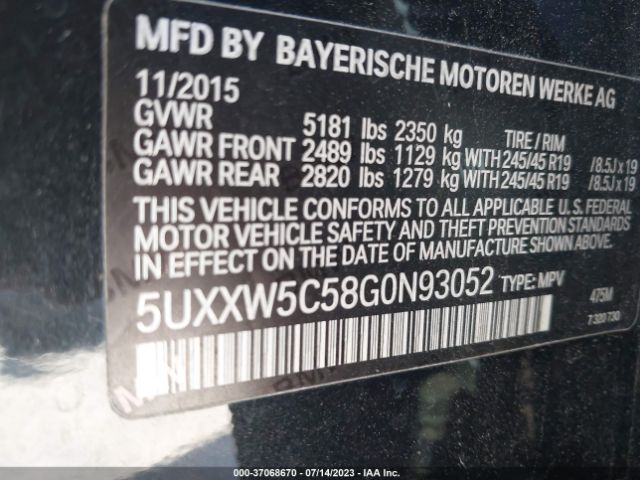 MFD BY BAYERISCHE MOTOREN WERKE AG
11/2015
GVWR 5181 lbs 2350 kg TIRE / RIM
GAWR FRONT 2489 lbs 1129 kg WITH 245/45 R19 /8.5J x 19
GAWR REAR 2820 lbs 1279 kg WITH 245/45 R19 /8.5J x 19
THIS VEHICLE CONFORMS TO ALL APPLICABLE U.S. FEDERAL
MOTOR VEHICLE SAFETY AND THEFT PREVENTION STANDARDS
IN EFFECT ON THE DATE OF MANUFACTURE SHOWN ABOVE.
5UXXW5C58G0N93052 TYPE: MPV 475M
7 320 730
000-37068670 - 07/14/2023 - IAA Inc.